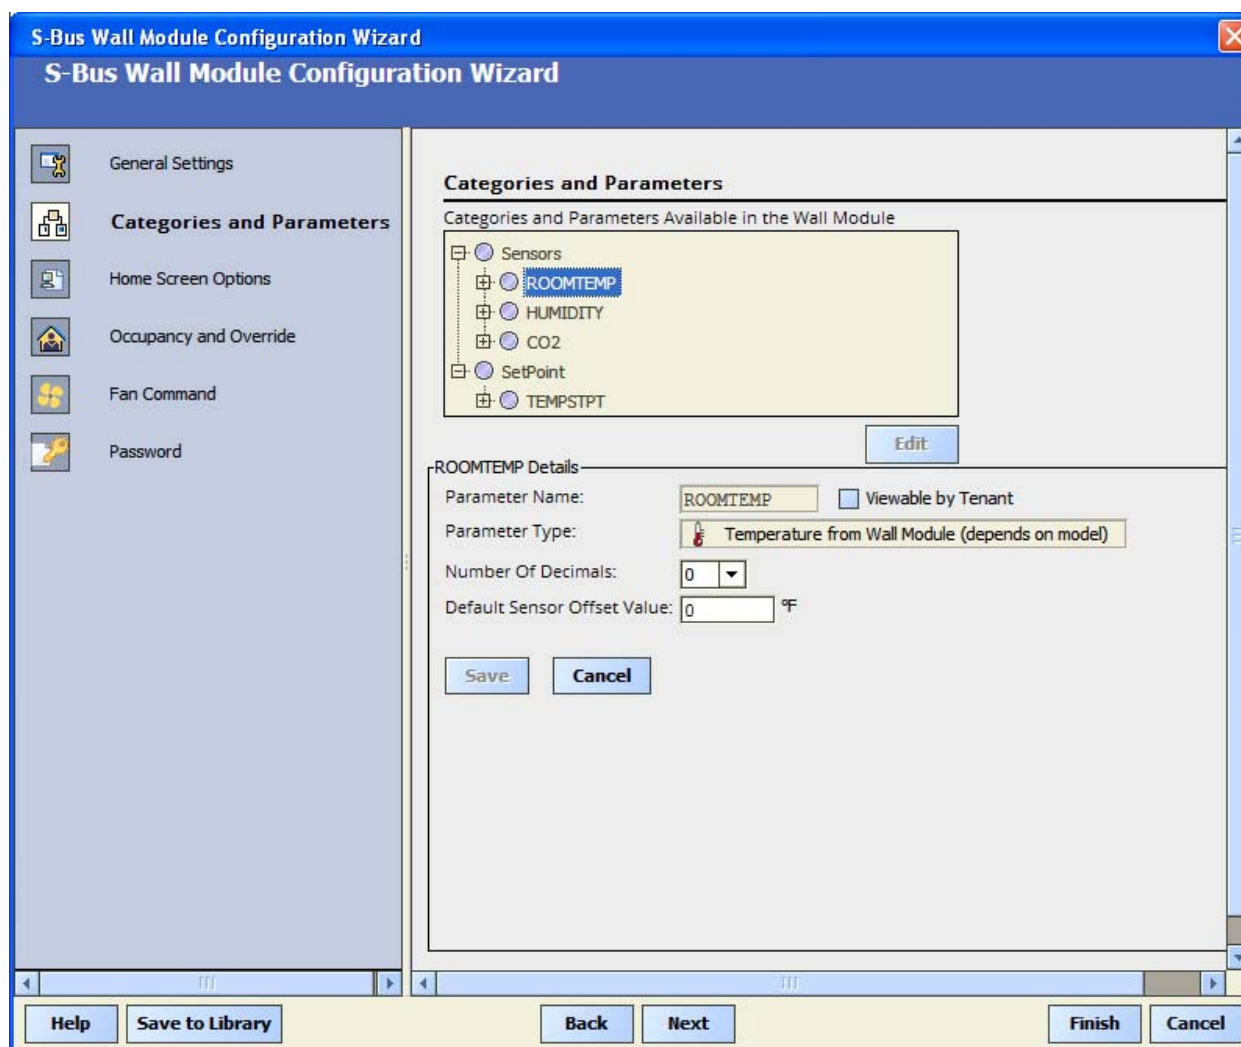 S-Bus Wall Module Configuration Wizard
S-Bus Wall Module Configuration Wizard
General Settings
Categories and Parameters
Home Screen Options
Occupancy and Override
Fan Command
Password
Categories and Parameters
Categories and Parameters Available in the Wall Module
Sensors
ROOMTEMP
HUMIDITY
CO2
SetPoint
TEMPSTPT
Edit
ROOMTEMP Details
Parameter Name: ROOMTEMP Viewable by Tenant
Parameter Type: Temperature from Wall Module (depends on model)
Number Of Decimals: 0
Default Sensor Offset Value: 0 °F
Save Cancel
Help Save to Library Back Next Finish Cancel